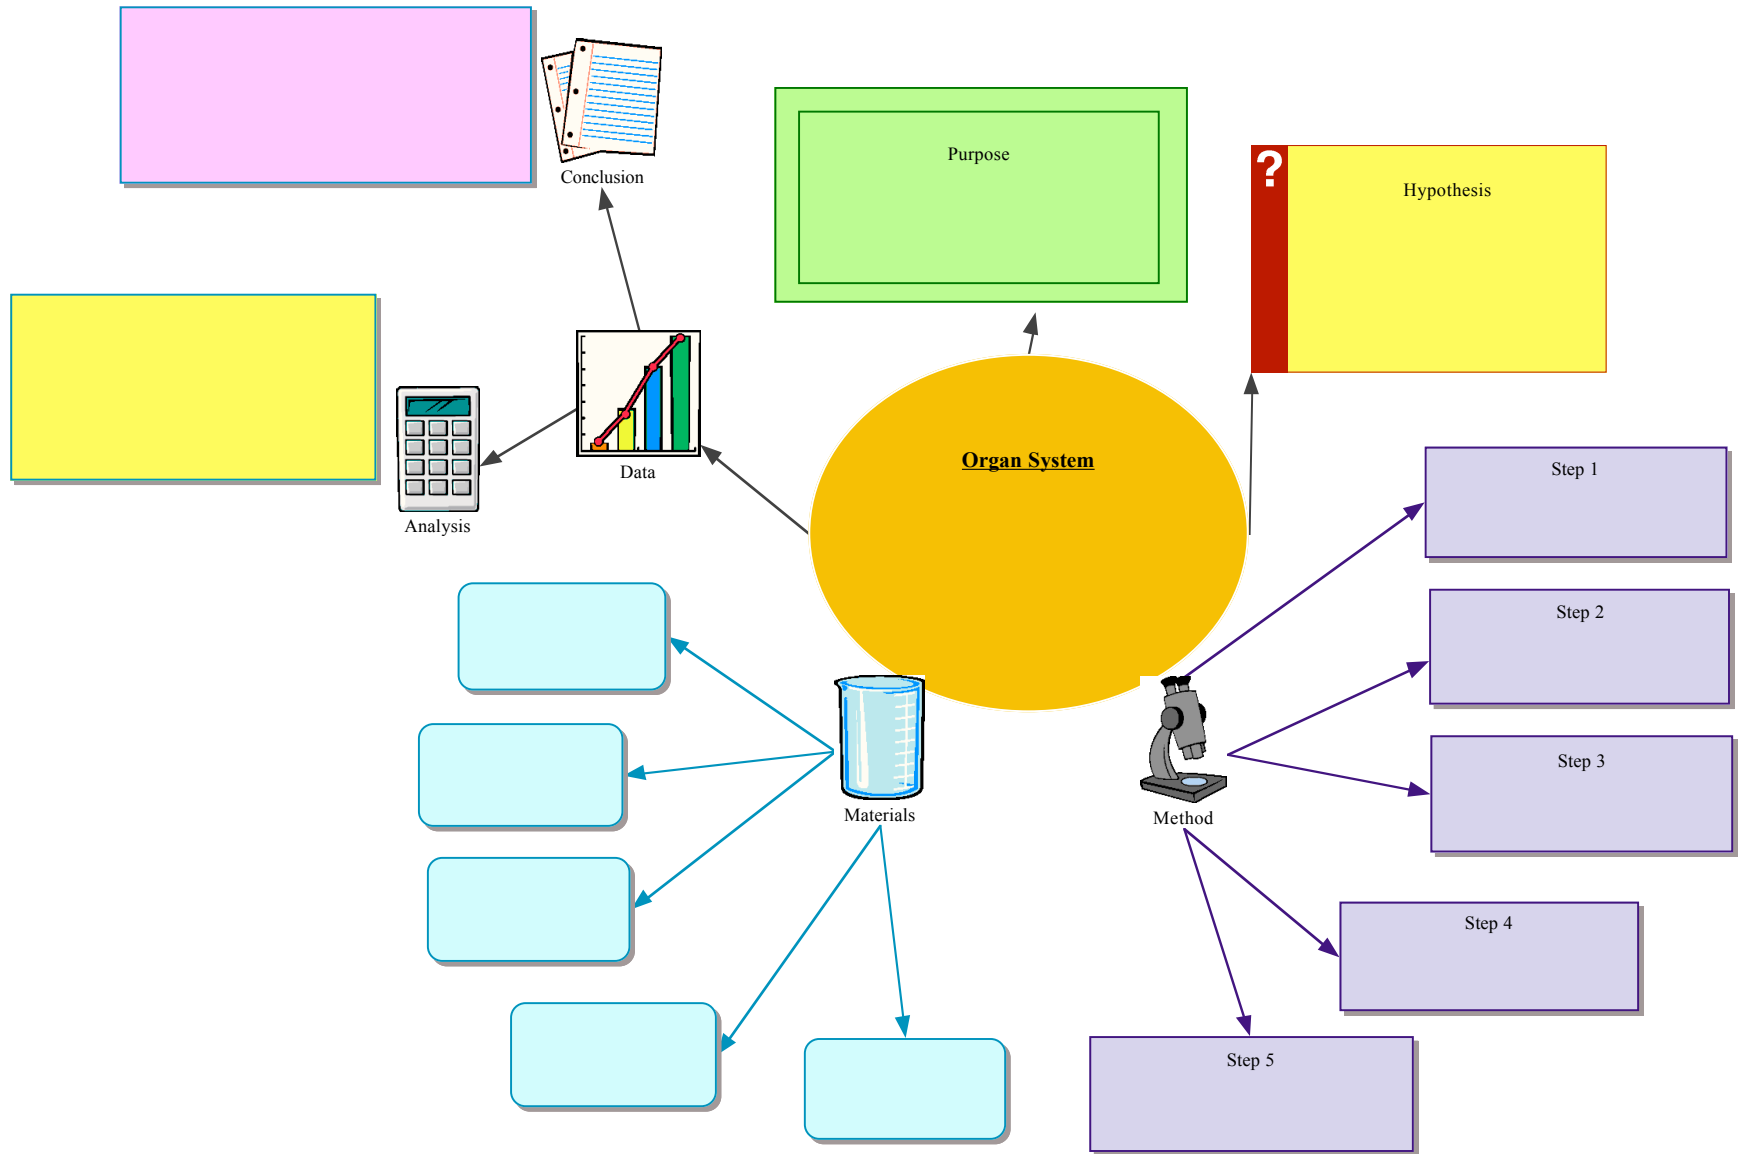 Conclusion
Purpose
?
Hypothesis
Data
Analysis
Organ System
Step 1
Step 2
Step 3
Materials
Method
Step 4
Step 5